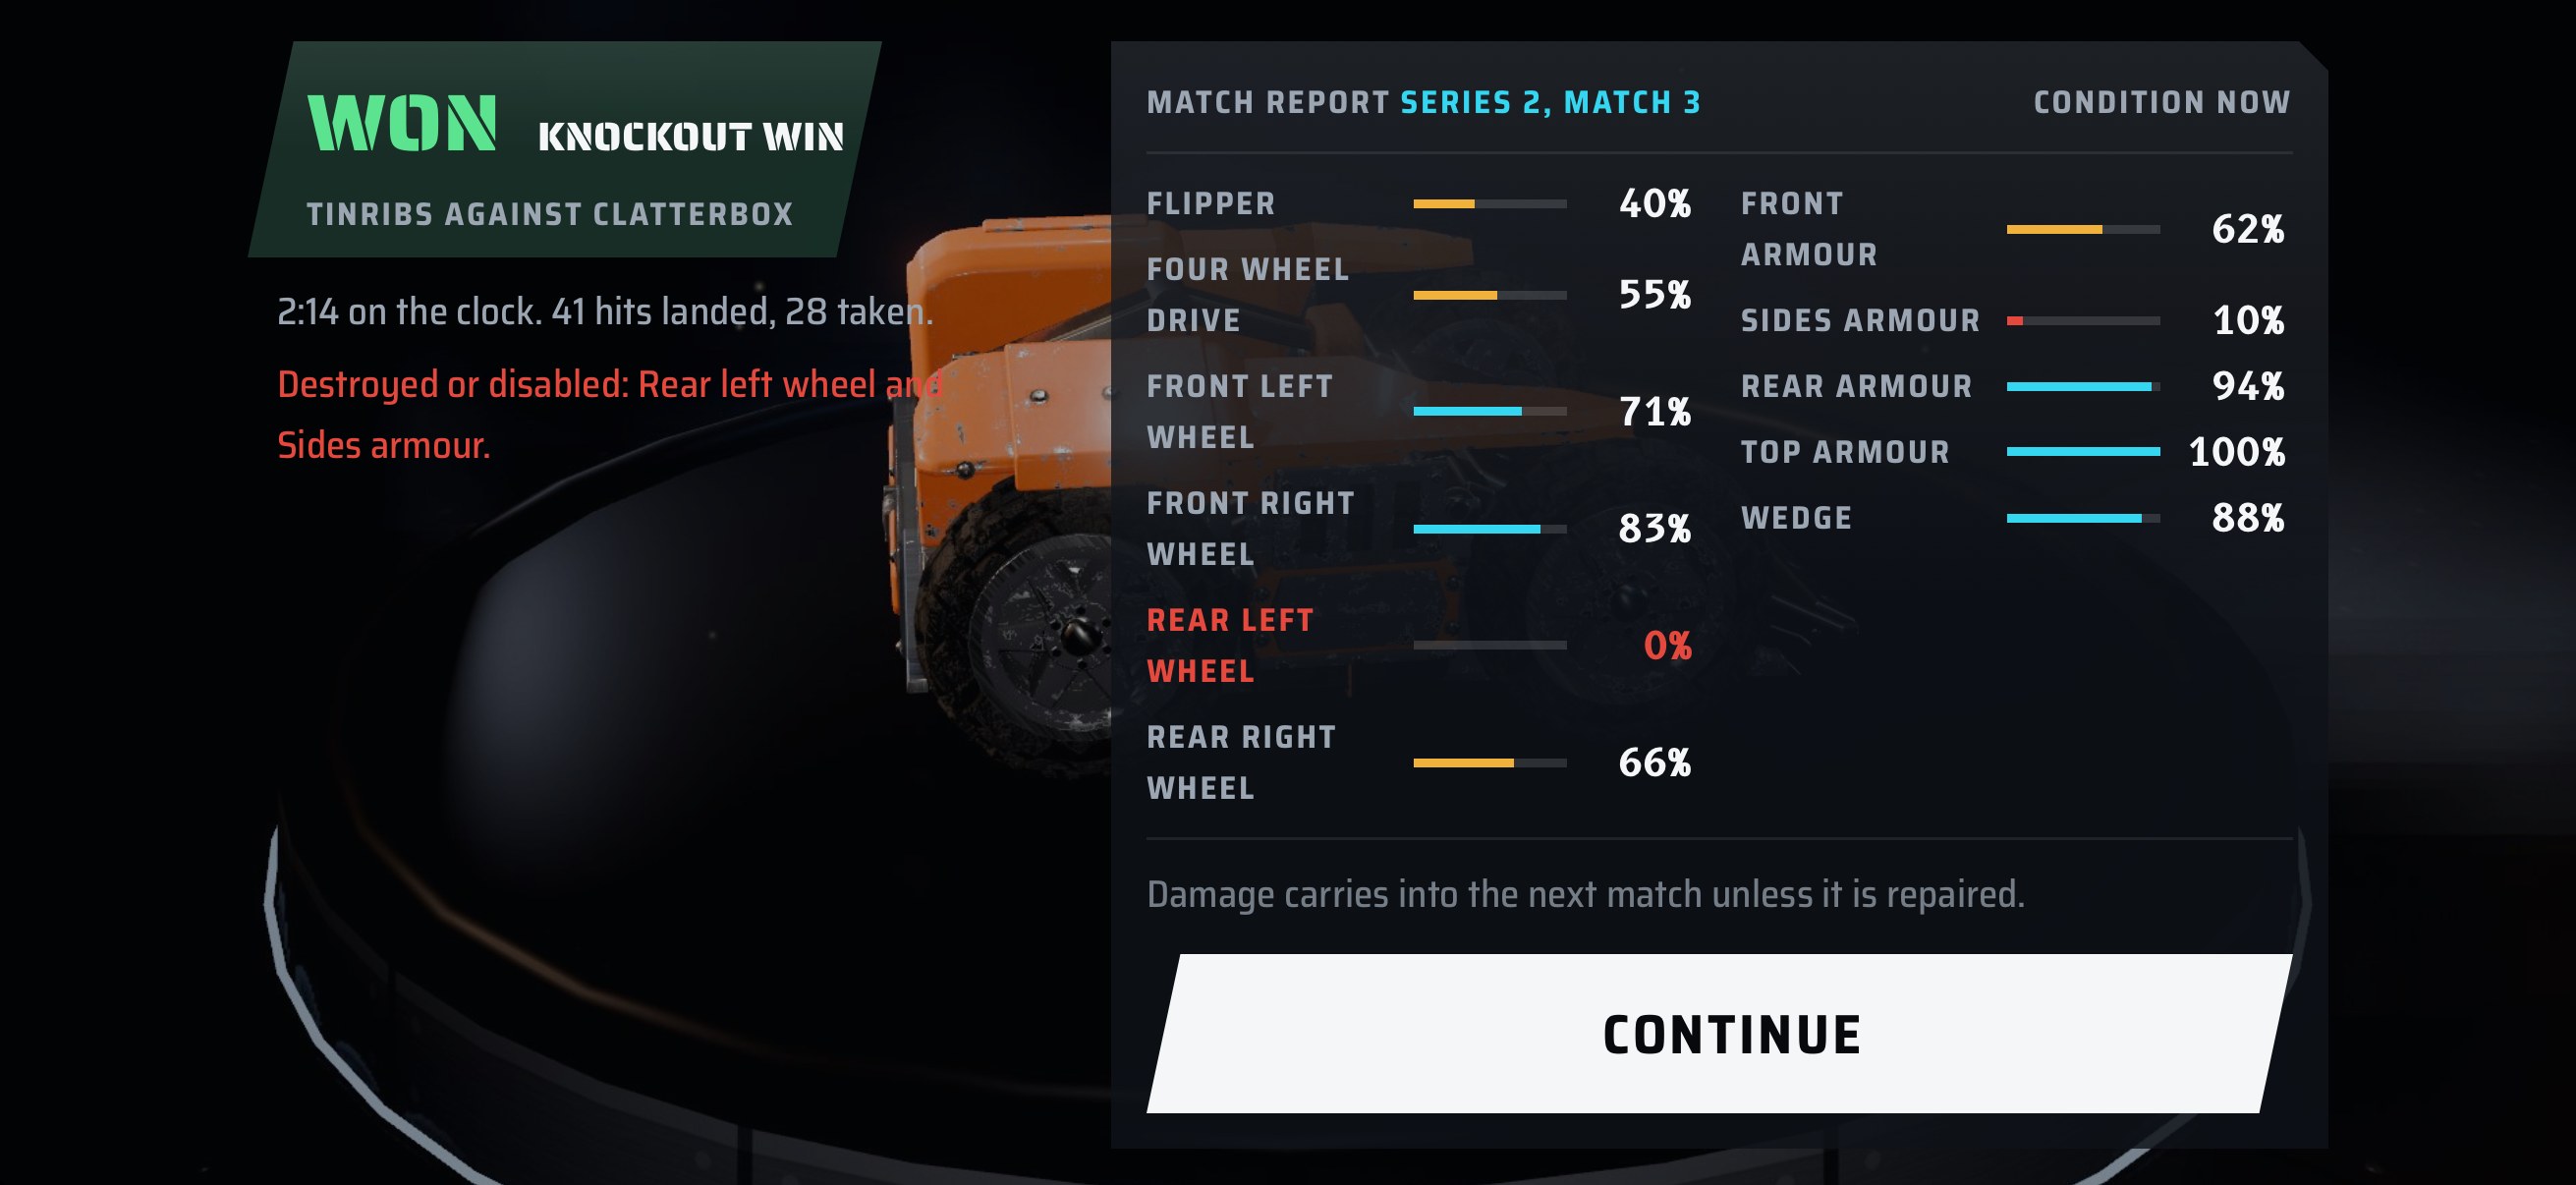 WON KNOCKOUT WIN
TINRIBS AGAINST CLATTERBOX
2:14 on the clock. 41 hits landed, 28 taken.
Destroyed or disabled: Rear left wheel and
Sides armour.
MATCH REPORT SERIES 2, MATCH 3
CONDITION NOW
FLIPPER 40%
FOUR WHEEL
DRIVE 55%
FRONT LEFT
WHEEL 71%
FRONT RIGHT
WHEEL 83%
REAR LEFT
WHEEL 0%
REAR RIGHT
WHEEL 66%
FRONT
ARMOUR 62%
SIDES ARMOUR 10%
REAR ARMOUR 94%
TOP ARMOUR 100%
WEDGE 88%
Damage carries into the next match unless it is repaired.
CONTINUE